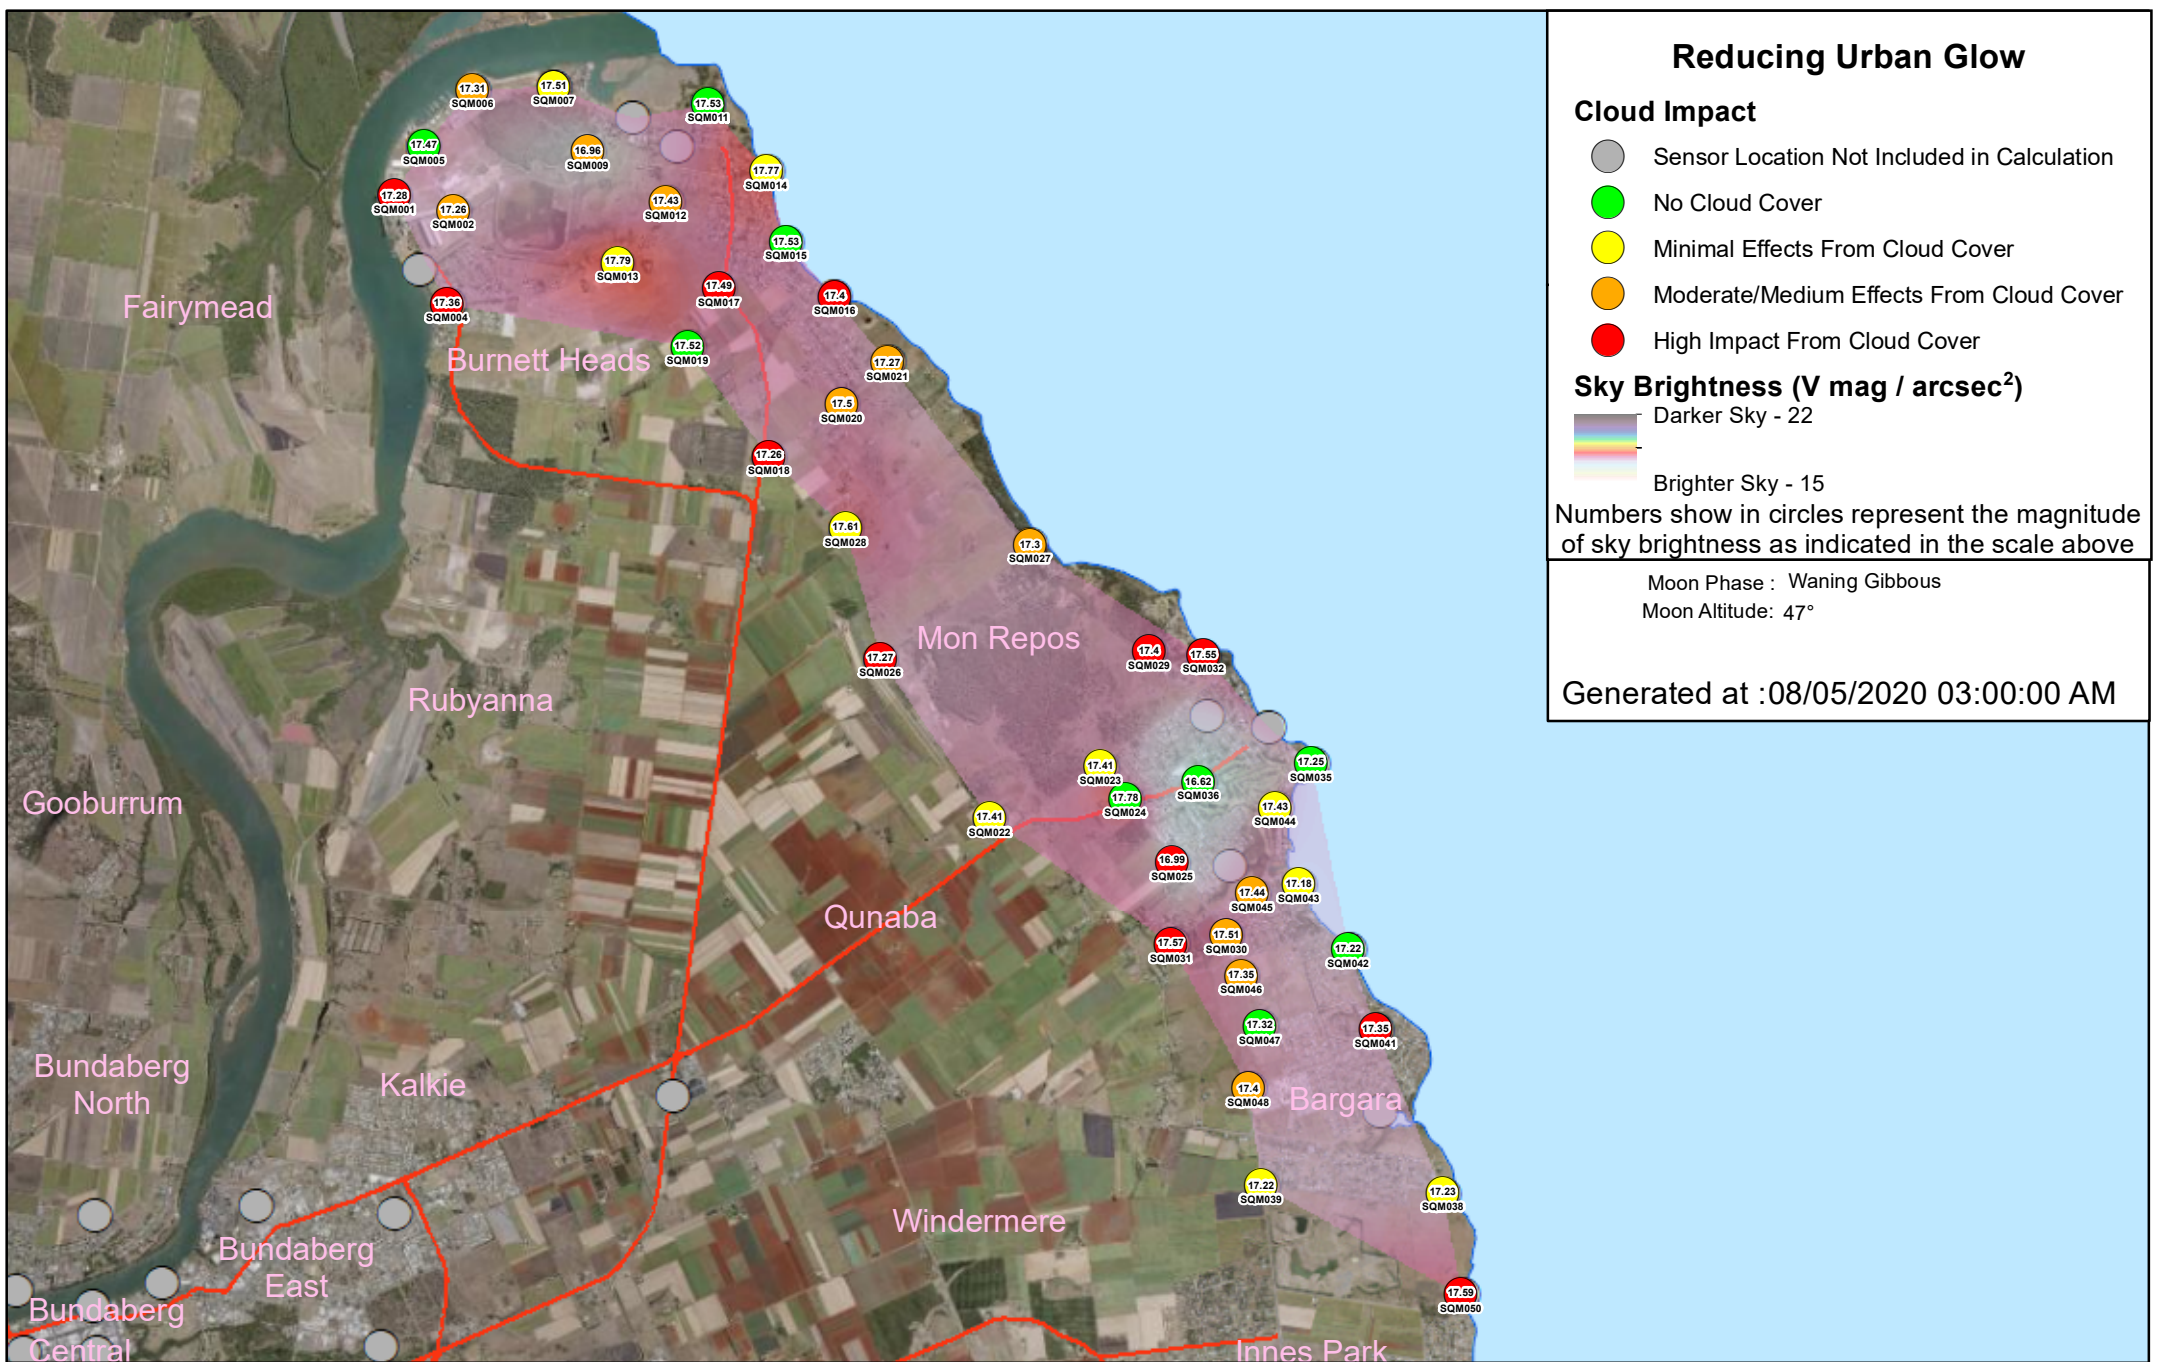 Reducing Urban Glow
Cloud Impact
Sensor Location Not Included in Calculation
No Cloud Cover
Minimal Effects From Cloud Cover
Moderate/Medium Effects From Cloud Cover
High Impact From Cloud Cover
Sky Brightness (V mag / arcsec²)
Darker Sky - 22
Brighter Sky - 15
Numbers show in circles represent the magnitude
of sky brightness as indicated in the scale above
Moon Phase : Waning Gibbous
Moon Altitude: 47°
Generated at :08/05/2020 03:00:00 AM
17.31
SQM006
17.51
SQM007
17.53
SQM011
17.47
SQM005
16.96
SQM009
17.77
SQM014
17.28
SQM001
17.26
SQM002
17.43
SQM012
17.53
SQM015
17.79
SQM013
17.49
SQM017
17.4
SQM016
17.36
SQM004
Fairymead
Burnett Heads
17.52
SQM019
17.27
SQM021
17.5
SQM020
17.26
SQM018
17.61
SQM028
17.3
SQM027
Mon Repos
17.27
SQM026
17.4
SQM029
17.55
SQM032
Rubyanna
17.41
SQM023
17.25
SQM035
16.62
SQM036
17.78
SQM024
17.43
SQM044
17.41
SQM022
Gooburrum
16.99
SQM025
17.18
SQM043
17.44
SQM045
Qunaba
17.57
SQM031
17.51
SQM030
17.22
SQM042
17.35
SQM046
17.32
SQM047
17.35
SQM041
Bundaberg
North
Kalkie
17.4
SQM048
Bargara
17.22
SQM039
17.23
SQM038
Windermere
Bundaberg
East
17.59
SQM050
Bundaberg
Central
Innes Park